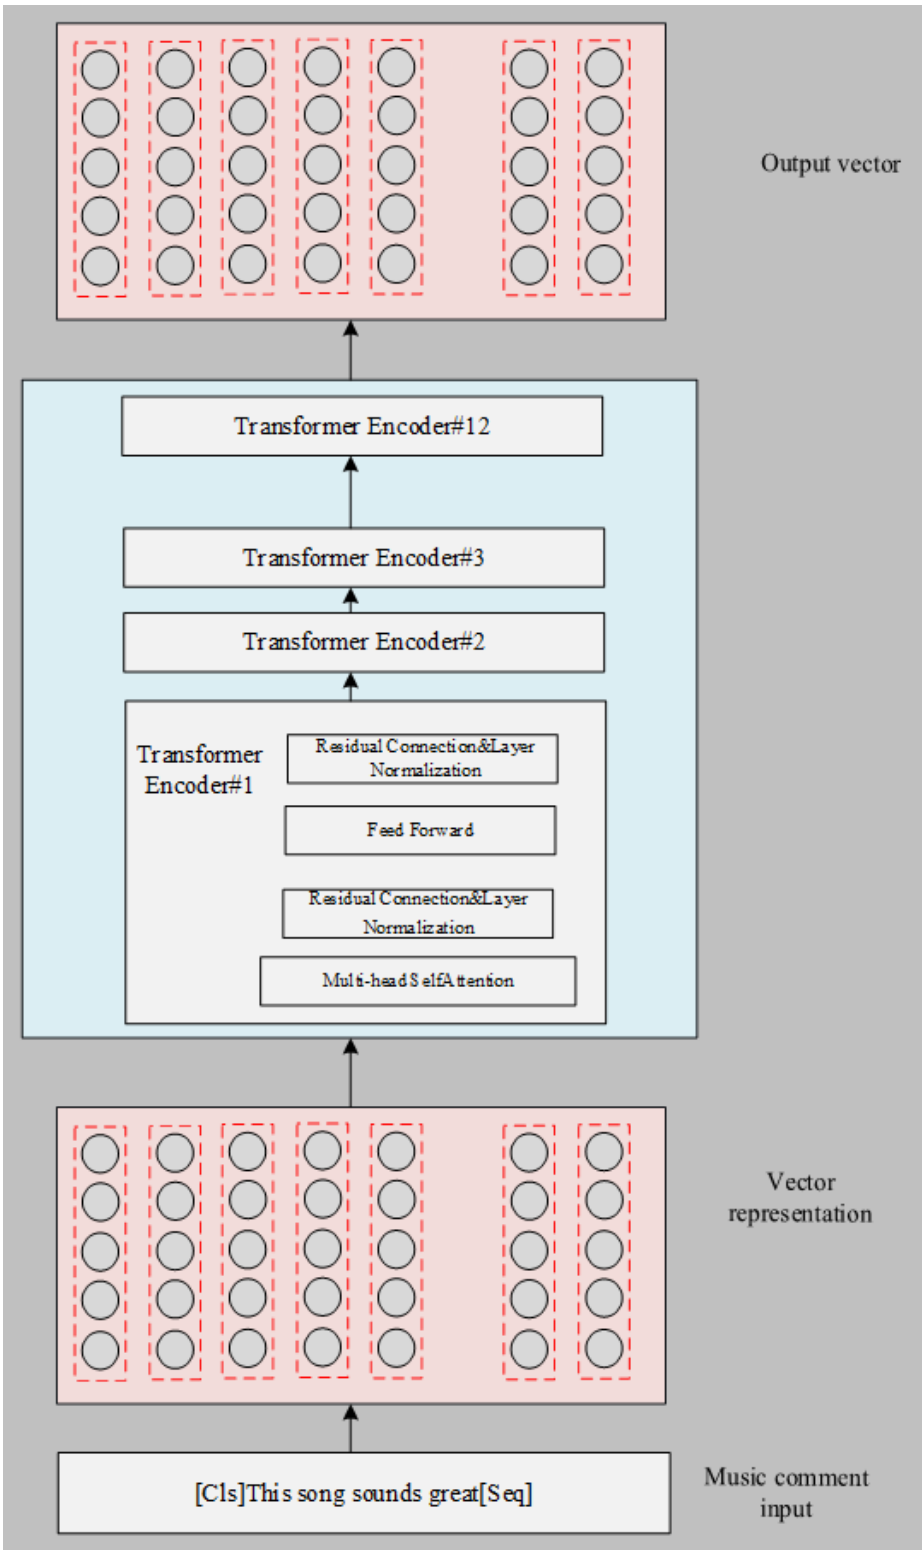 Output vector
Transformer Encoder#12
Transformer Encoder#3
Transformer Encoder#2
Transformer
Encoder#1
Residual Connection&Layer
Normalization
Feed Forward
Residual Connection&Layer
Normalization
Multi-head SelfAttention
Vector
representation
[Cls]This song sounds great[Seq]
Music comment
input